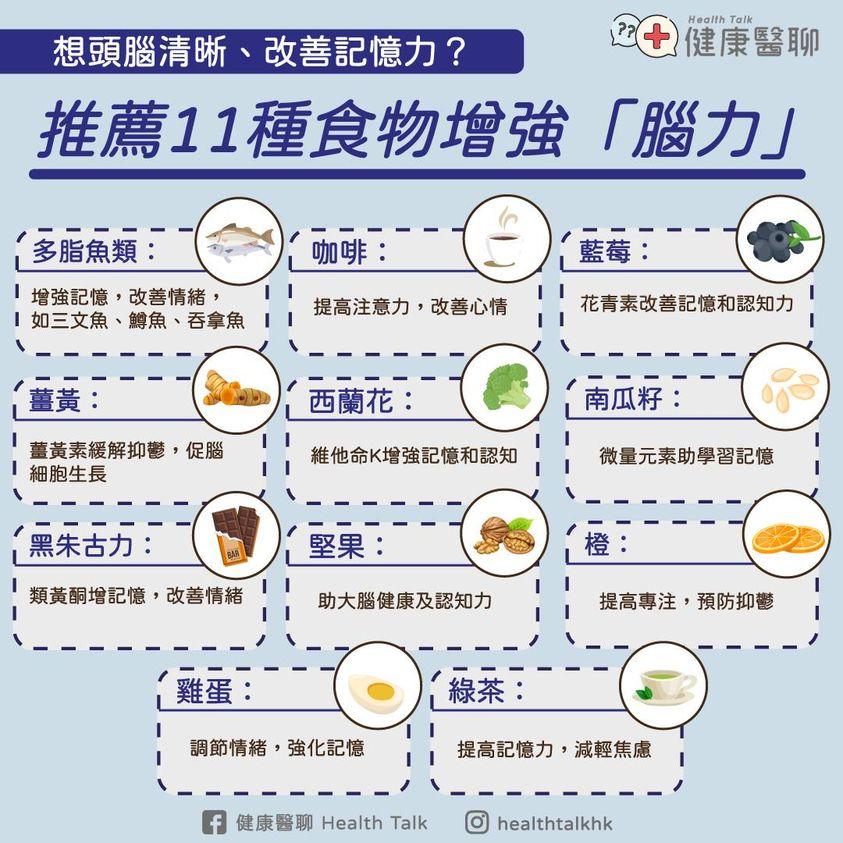 Health Talk
健康醫聊
??
想頭腦清晰、改善記憶力？
推薦11種食物增強「腦力」
多脂魚類：
增強記憶，改善情緒，
如三文魚、鱒魚、吞拿魚
咖啡：
提高注意力，改善心情
藍莓：
花青素改善記憶和認知力
薑黃：
薑黃素緩解抑鬱，促腦
細胞生長
西蘭花：
維他命K增強記憶和認知
南瓜籽：
微量元素助學習記憶
黑朱古力：
BAR
類黃酮增記憶，改善情緒
堅果：
助大腦健康及認知力
橙：
提高專注，預防抑鬱
雞蛋：
調節情緒，強化記憶
綠茶：
提高記憶力，減輕焦慮
健康醫聊 Health Talk
healthtalkhk